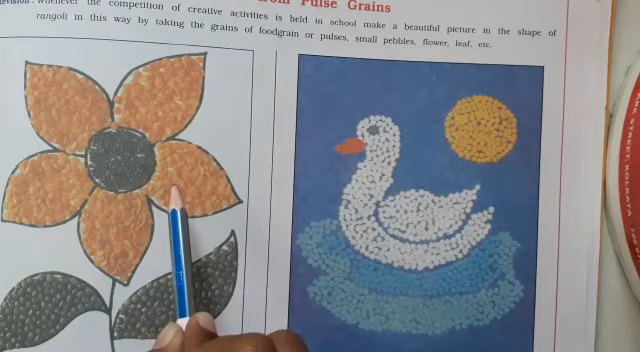 from Pulse Grains
Revision : Whenever the competition of creative activities is held in school make a beautiful picture in the shape of
rangoli in this way by taking the grains of foodgrain or pulses, small pebbles, flower, leaf, etc.
STREET, KOLKATA